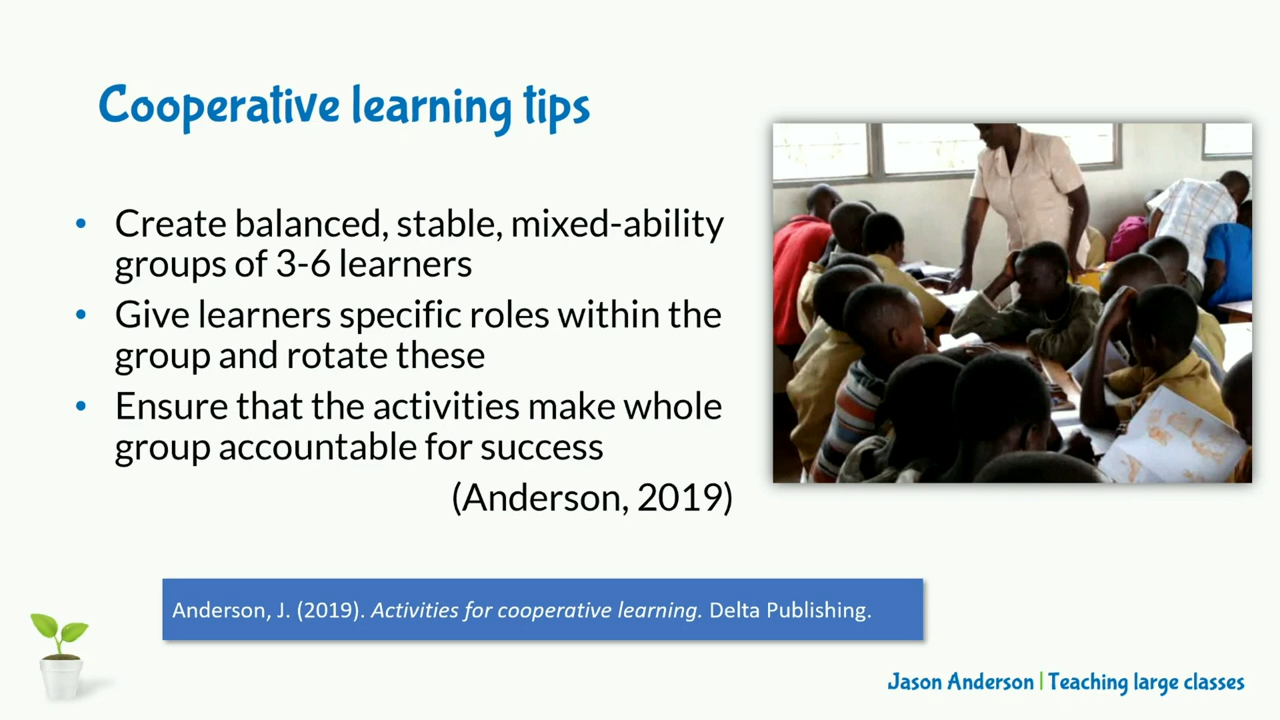 Cooperative learning tips
• Create balanced, stable, mixed-ability
groups of 3-6 learners
• Give learners specific roles within the
group and rotate these
• Ensure that the activities make whole
group accountable for success
(Anderson, 2019)
Anderson, J. (2019). Activities for cooperative learning. Delta Publishing.
Jason Anderson | Teaching large classes